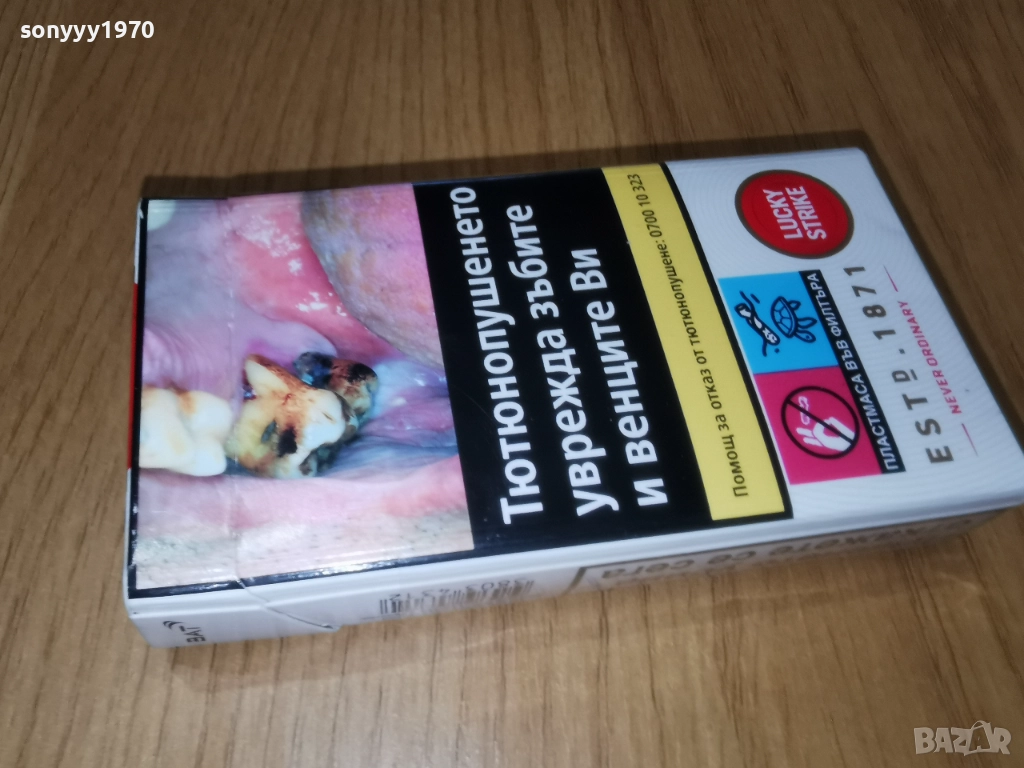 sonyyy1970
Тютюнопушенето
уврежда зъбите
и венците Ви
Помощ за отказ от тютюнопушене: 0700 10 323
LUCKY
STRIKE
ПЛАСТМАСА ВЪВ ФИЛТЪРА
ESTD.1871
NEVER ORDINARY
BAT
BAZAR